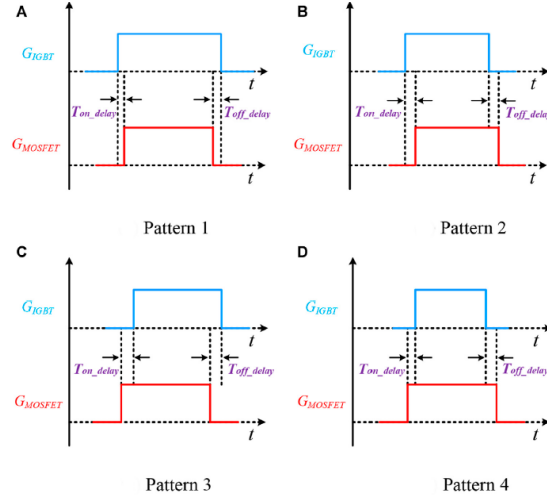 A
G_IGBT
t
T_on_delay T_off_delay
G_MOSFET
t
Pattern 1
B
G_IGBT
t
T_on_delay T_off_delay
G_MOSFET
t
Pattern 2
C
G_IGBT
t
T_on_delay T_off_delay
G_MOSFET
t
Pattern 3
D
G_IGBT
t
T_on_delay T_off_delay
G_MOSFET
t
Pattern 4